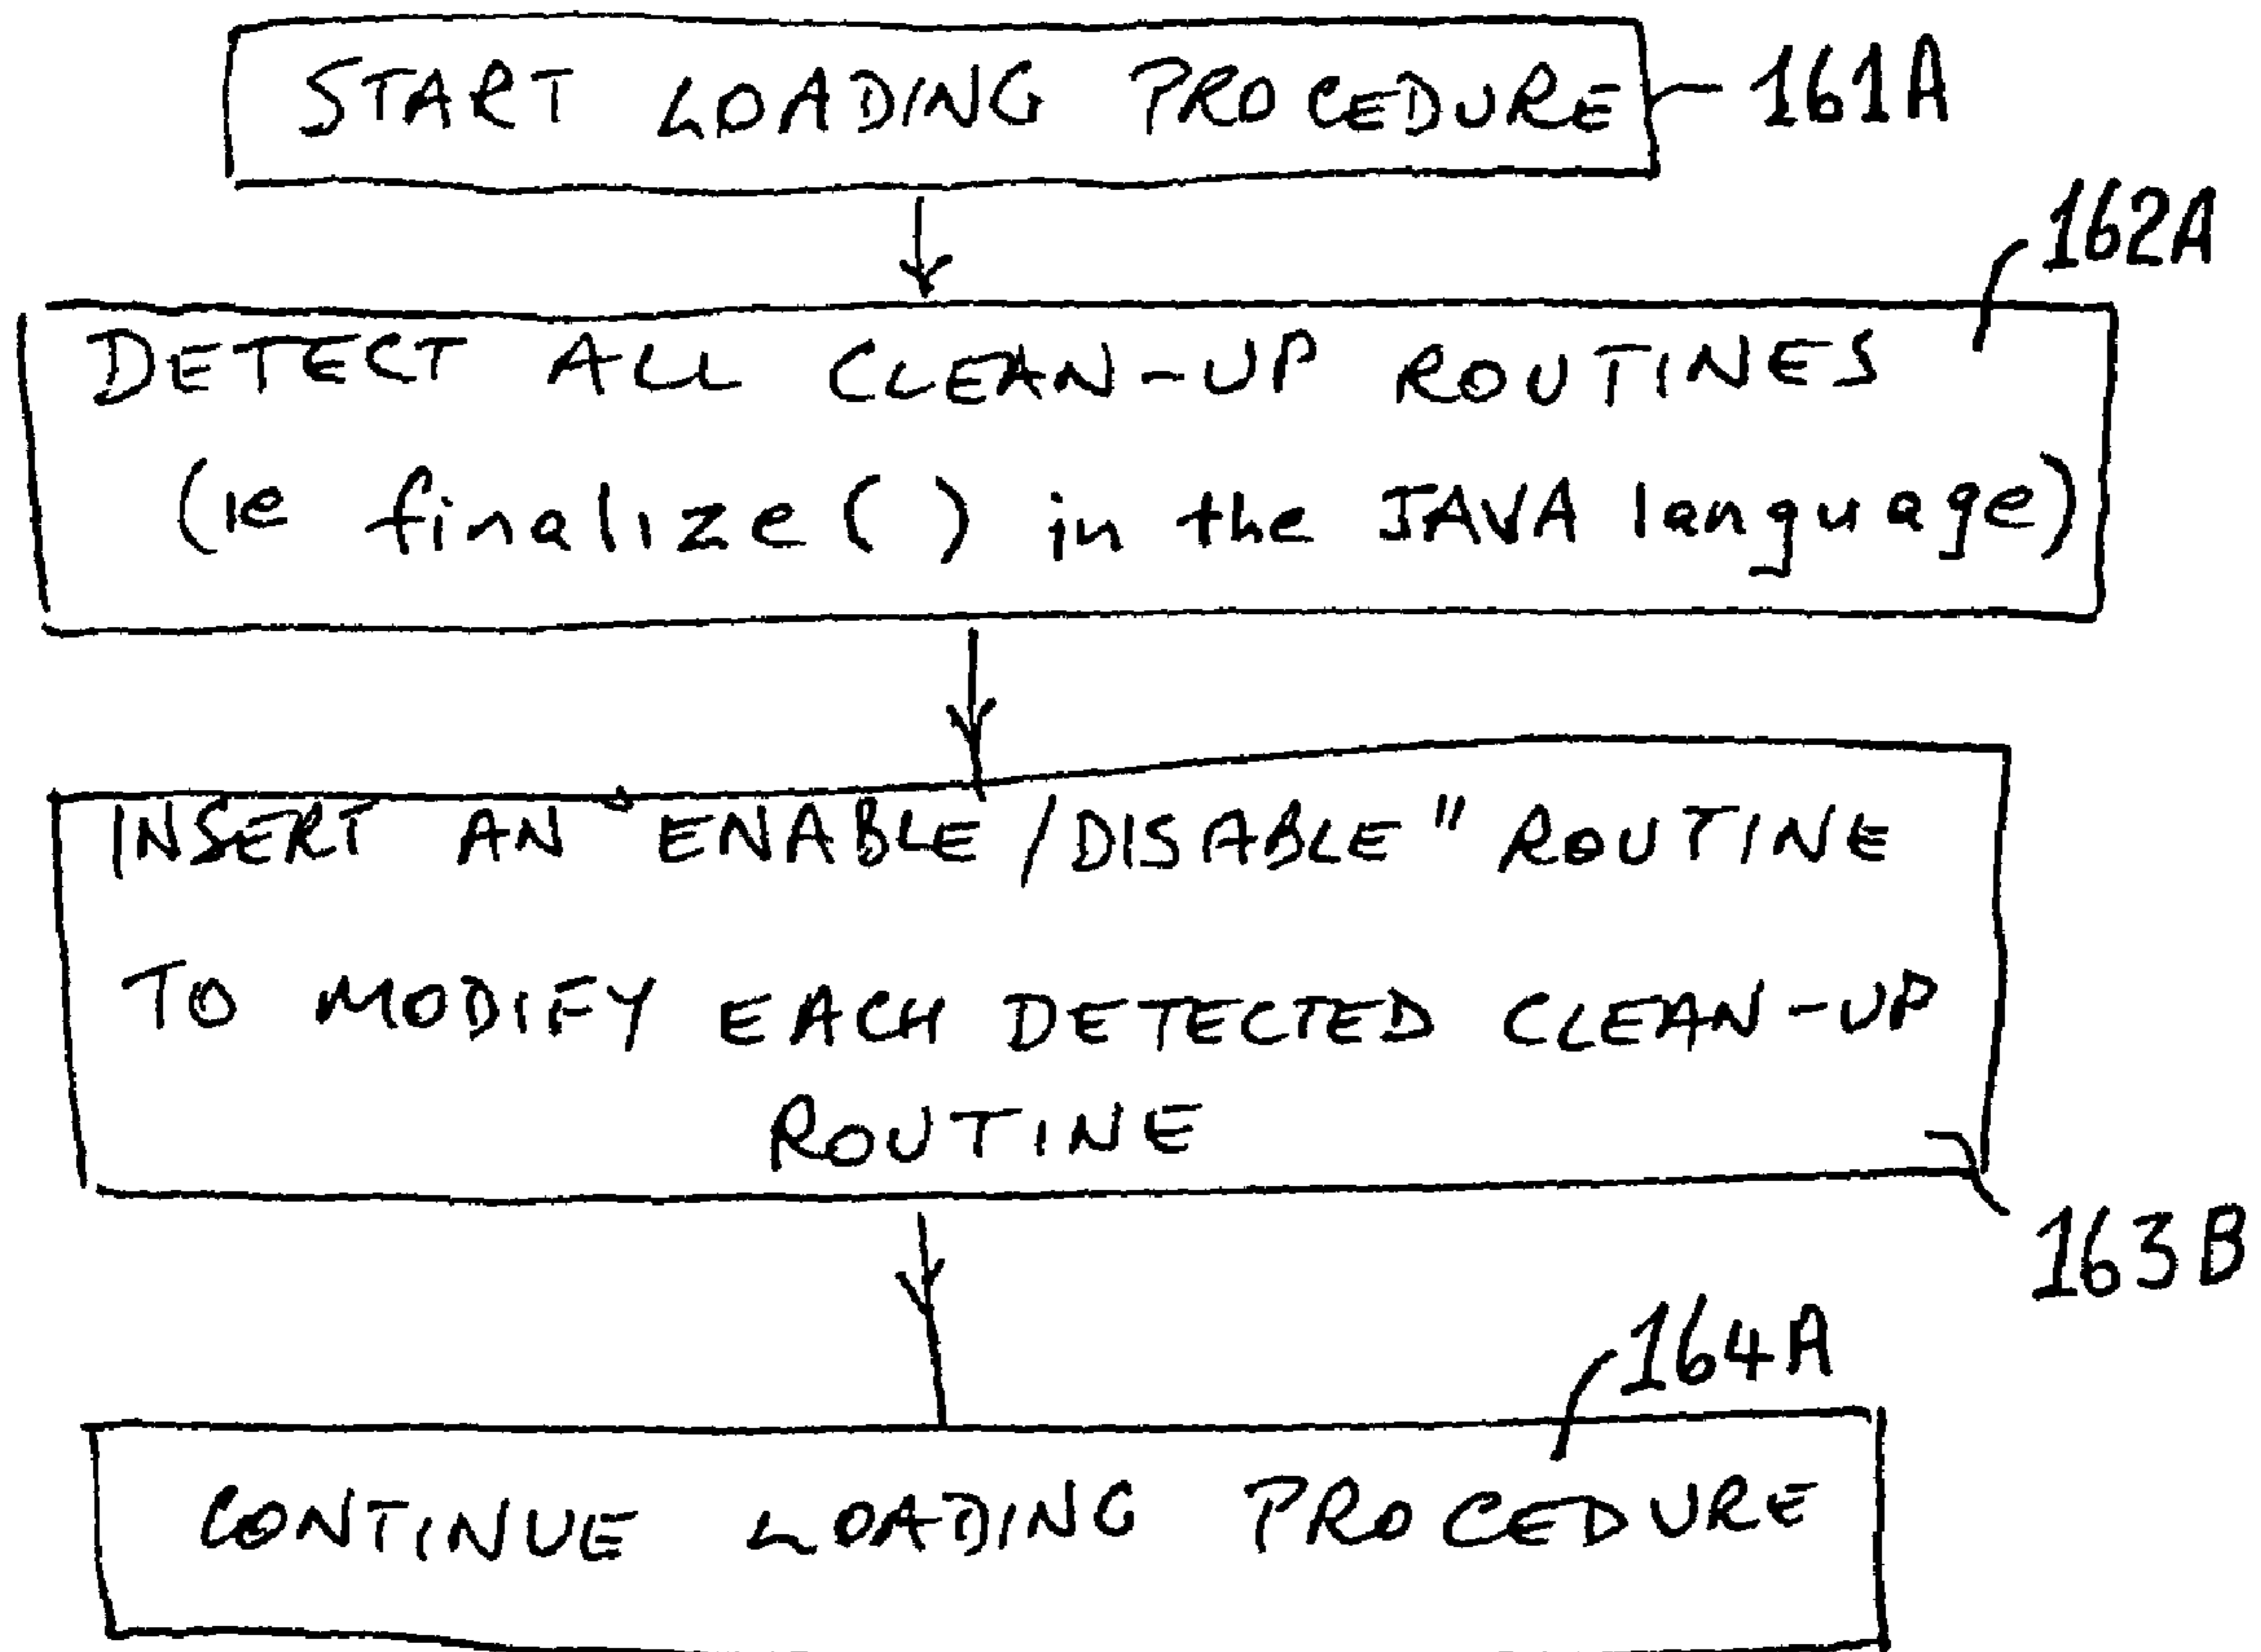 START LOADING PROCEDURE 161A
162A
DETECT ALL CLEAN-UP ROUTINES
(ie finalize( ) in the JAVA language)
INSERT AN "ENABLE/DISABLE" ROUTINE
TO MODIFY EACH DETECTED CLEAN-UP
ROUTINE
163B
164A
CONTINUE LOADING PROCEDURE